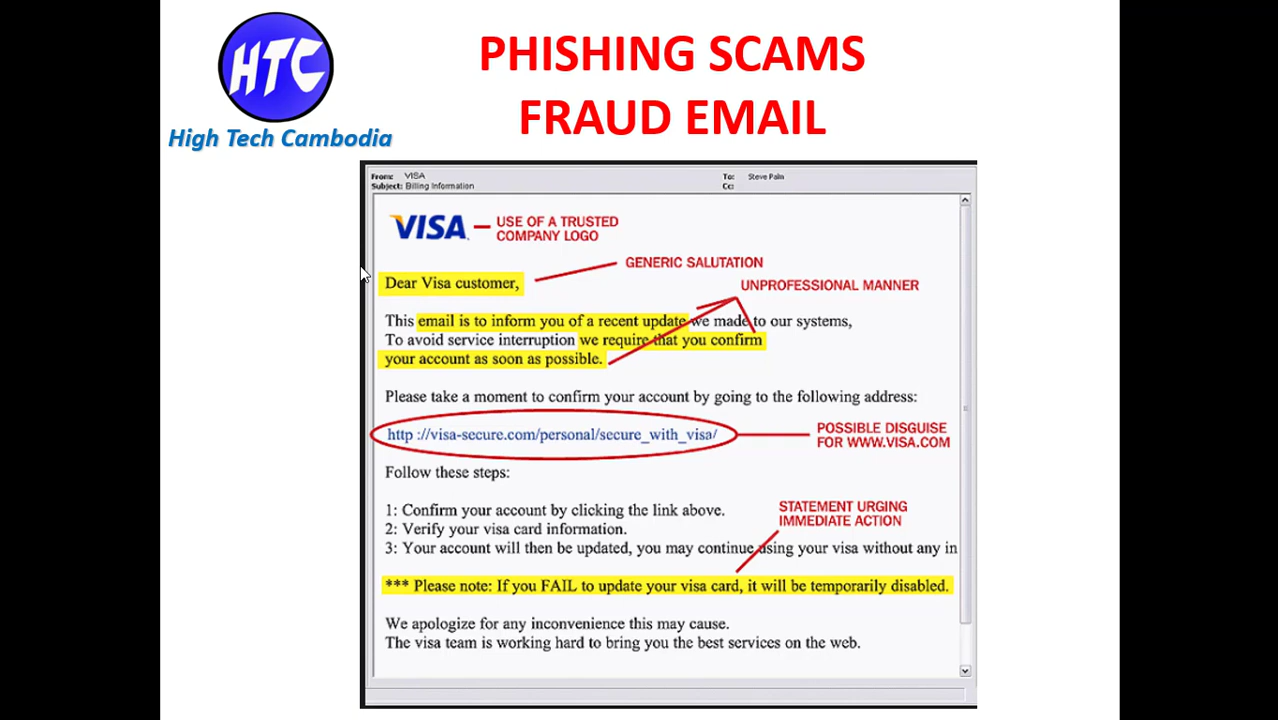 HTC
High Tech Cambodia
PHISHING SCAMS
FRAUD EMAIL
From: VISA
To: Steve Palm
Subject: Billing Information
Cc:
VISA
USE OF A TRUSTED
COMPANY LOGO
GENERIC SALUTATION
Dear Visa customer,
UNPROFESSIONAL MANNER
This email is to inform you of a recent update we made to our systems,
To avoid service interruption we require that you confirm
your account as soon as possible.
Please take a moment to confirm your account by going to the following address:
http ://visa-secure.com/personal/secure_with_visa/
POSSIBLE DISGUISE
FOR WWW.VISA.COM
Follow these steps:
STATEMENT URGING
IMMEDIATE ACTION
1: Confirm your account by clicking the link above.
2: Verify your visa card information.
3: Your account will then be updated, you may continue using your visa without any in
*** Please note: If you FAIL to update your visa card, it will be temporarily disabled.
We apologize for any inconvenience this may cause.
The visa team is working hard to bring you the best services on the web.